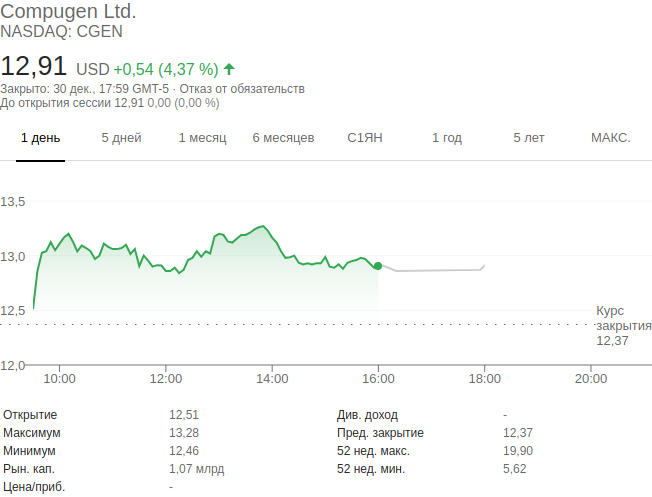 Compugen Ltd.
NASDAQ: CGEN
12,91 USD +0,54 (4,37 %)
Закрыто: 30 дек., 17:59 GMT-5 · Отказ от обязательств
До открытия сессии 12,91 0,00 (0,00 %)
1 день 5 дней 1 месяц 6 месяцев С1ЯН 1 год 5 лет МАКС.
13,5
13,0
12,5
Курс
закрытия
12,37
12,0
10:00 12:00 14:00 16:00 18:00 20:00
Открытие 12,51 Див. доход -
Максимум 13,28 Пред. закрытие 12,37
Минимум 12,46 52 нед. макс. 19,90
Рын. кап. 1,07 млрд 52 нед. мин. 5,62
Цена/приб. -